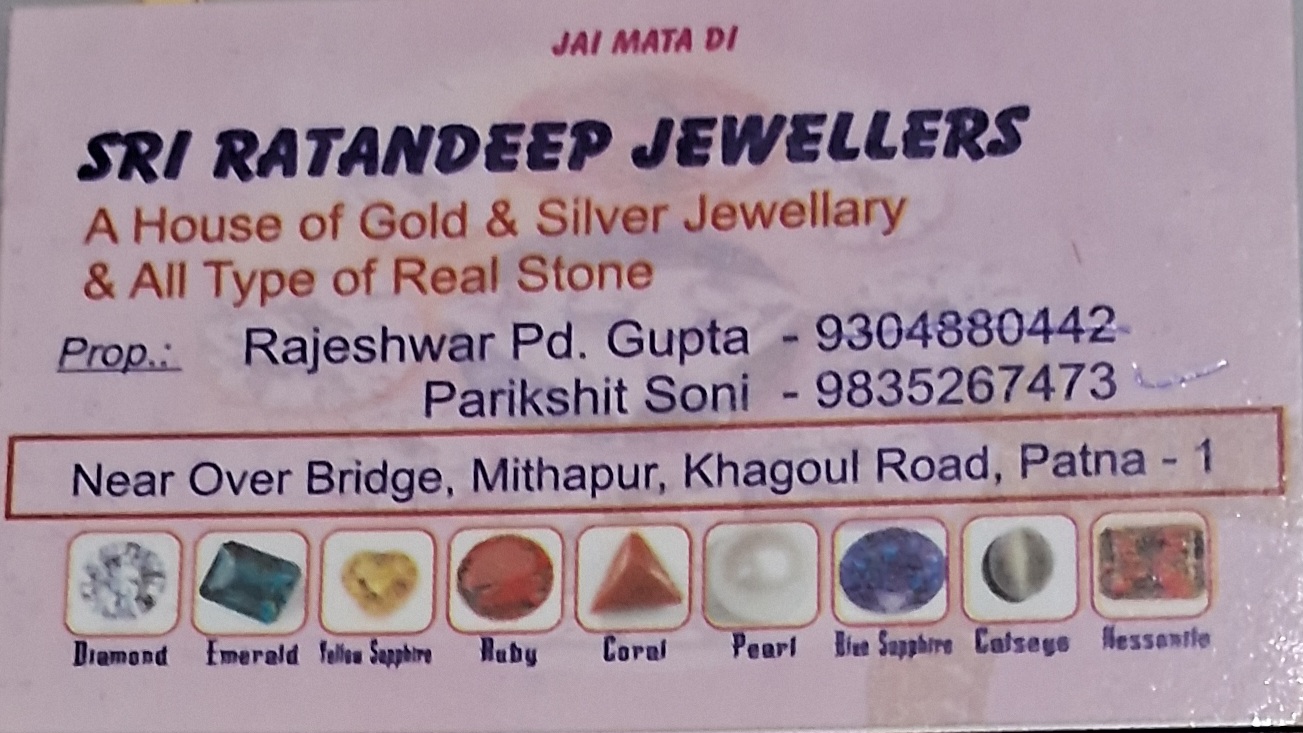 JAI MATA DI
SRI RATANDEEP JEWELLERS
A House of Gold & Silver Jewellary
& All Type of Real Stone
Prop.: Rajeshwar Pd. Gupta - 9304880442
Parikshit Soni - 9835267473
Near Over Bridge, Mithapur, Khagoul Road, Patna - 1
Diamond Emerald Yellow Sapphire Ruby Coral Pearl Blue Sapphire Catseye Hessonite